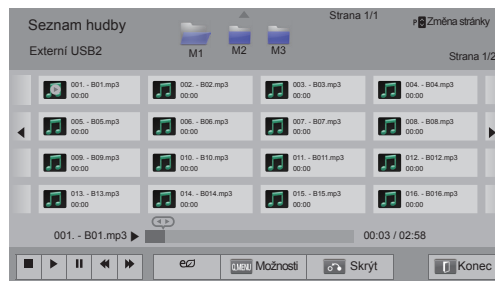 Seznam hudby
Strana 1/1
P Změna stránky
Externí USB2
M1
M2
M3
Strana 1/2
001. - B01.mp3
00:00
002. - B02.mp3
00:00
003. - B03.mp3
00:00
004. - B04.mp3
00:00
005. - B05.mp3
00:00
006. - B06.mp3
00:00
007. - B07.mp3
00:00
008. - B08.mp3
00:00
009. - B09.mp3
00:00
010. - B10.mp3
00:00
011. - B011.mp3
00:00
012. - B012.mp3
00:00
013. - B13.mp3
00:00
014. - B014.mp3
00:00
015. - B15.mp3
00:00
016. - B016.mp3
00:00
001. - B01.mp3
00:03 / 02:58
Q.MENU Možnosti
Skrýt
Konec